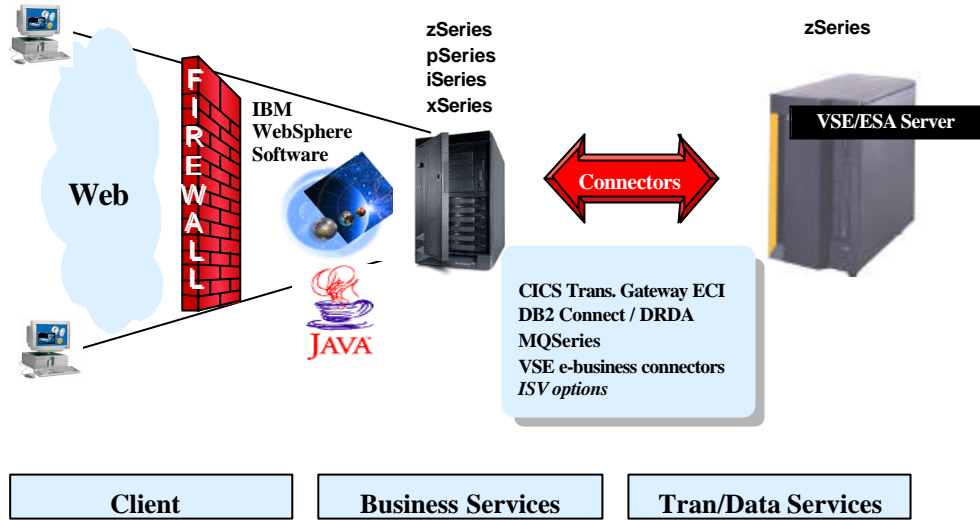 zSeries
pSeries
iSeries
xSeries
zSeries
FIREWALL
IBM
WebSphere
Software
VSE/ESA Server
Web
Connectors
JAVA
CICS Trans. Gateway ECI
DB2 Connect / DRDA
MQSeries
VSE e-business connectors
ISV options
Client
Business Services
Tran/Data Services